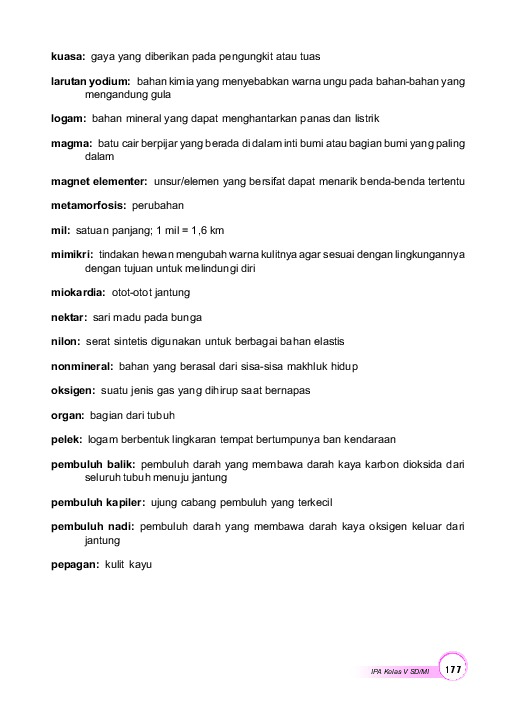 kuasa: gaya yang diberikan pada pengungkit atau tuas
larutan yodium: bahan kimia yang menyebabkan warna ungu pada bahan-bahan yang
mengandung gula
logam: bahan mineral yang dapat menghantarkan panas dan listrik
magma: batu cair berpijar yang berada di dalam inti bumi atau bagian bumi yang paling
dalam
magnet elementer: unsur/elemen yang bersifat dapat menarik benda-benda tertentu
metamorfosis: perubahan
mil: satuan panjang; 1 mil = 1,6 km
mimikri: tindakan hewan mengubah warna kulitnya agar sesuai dengan lingkungannya
dengan tujuan untuk melindungi diri
miokardia: otot-otot jantung
nektar: sari madu pada bunga
nilon: serat sintetis digunakan untuk berbagai bahan elastis
nonmineral: bahan yang berasal dari sisa-sisa makhluk hidup
oksigen: suatu jenis gas yang dihirup saat bernapas
organ: bagian dari tubuh
pelek: logam berbentuk lingkaran tempat bertumpunya ban kendaraan
pembuluh balik: pembuluh darah yang membawa darah kaya karbon dioksida dari
seluruh tubuh menuju jantung
pembuluh kapiler: ujung cabang pembuluh yang terkecil
pembuluh nadi: pembuluh darah yang membawa darah kaya oksigen keluar dari
jantung
pepagan: kulit kayu
IPA Kelas V SD/MI 177